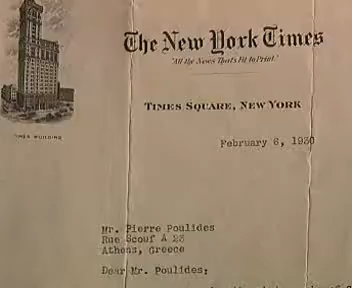 The New York Times
"All the News That's Fit to Print."
TIMES SQUARE, NEW YORK
TIMES BUILDING
February 6, 1930
Mr. Pierre Poulides
Rue Scouf A 23
Athens, Greece
Dear Mr. Poulides: